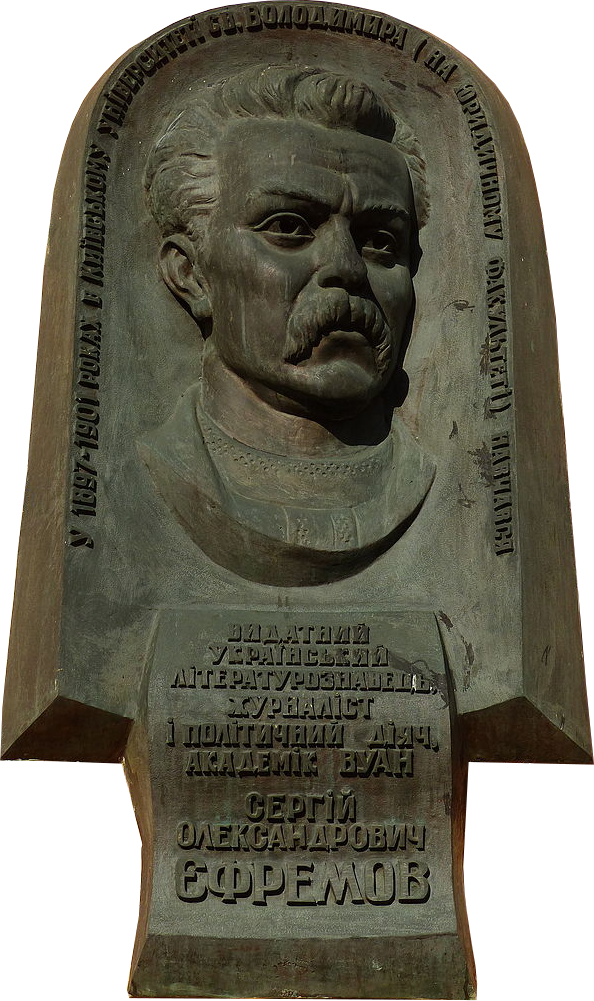 У 1897-1901 РОКАХ В КИЇВСЬКОМУ УНІВЕРСИТЕТІ СВ. ВОЛОДИМИРА (НА ЮРИДИЧНОМУ ФАКУЛЬТЕТІ) НАВЧАВСЯ
ВИДАТНИЙ
УКРАЇНСЬКИЙ
ЛІТЕРАТУРОЗНАВЕЦЬ,
ЖУРНАЛІСТ
І ПОЛІТИЧНИЙ ДІЯЧ,
АКАДЕМІК ВУАН
СЕРГІЙ
ОЛЕКСАНДРОВИЧ
ЄФРЕМОВ